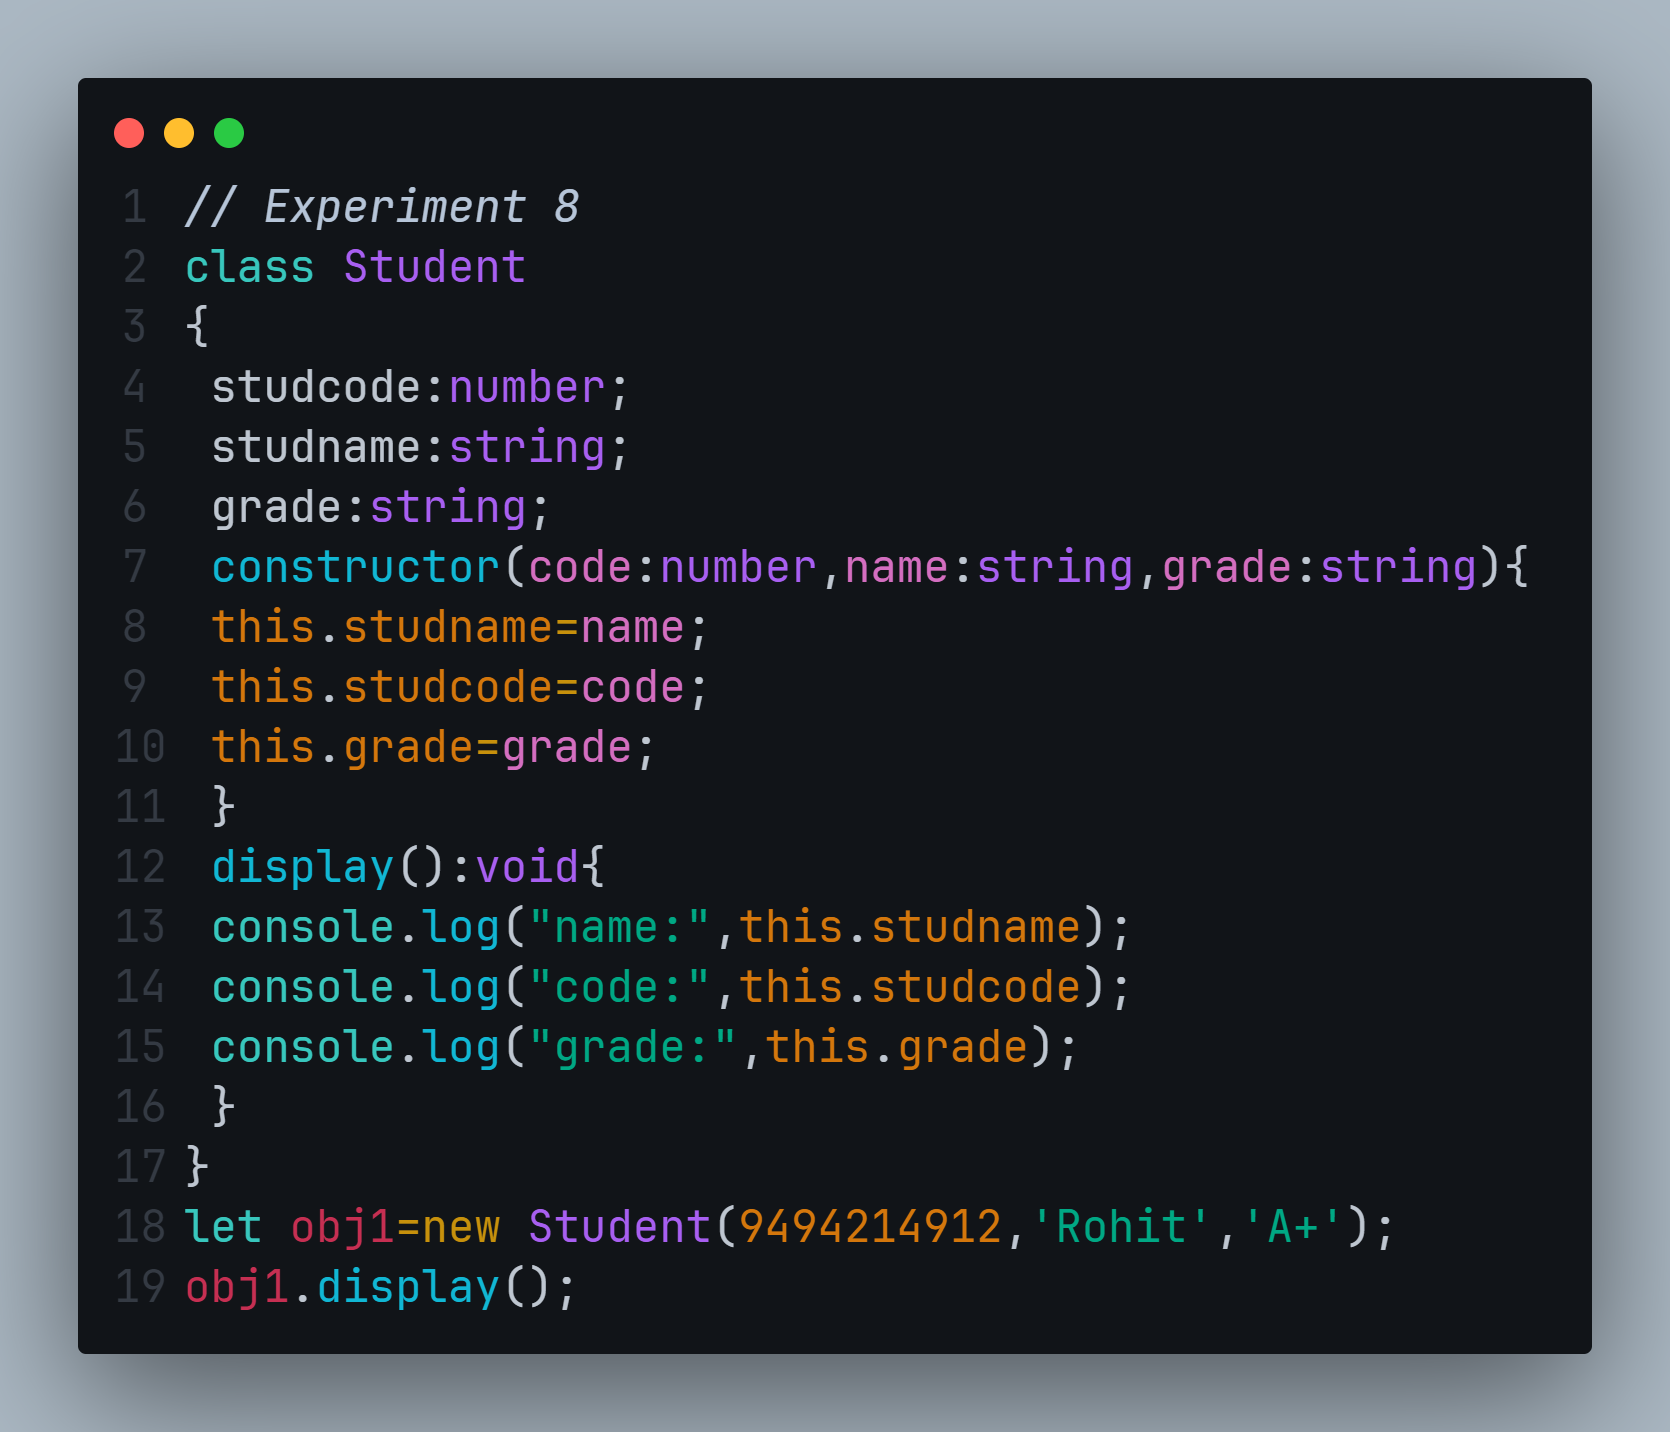 1 // Experiment 8
2 class Student
3 {
4  studcode:number;
5  studname:string;
6  grade:string;
7  constructor(code:number,name:string,grade:string){
8  this.studname=name;
9  this.studcode=code;
10  this.grade=grade;
11  }
12  display():void{
13  console.log("name:",this.studname);
14  console.log("code:",this.studcode);
15  console.log("grade:",this.grade);
16  }
17 }
18 let obj1=new Student(9494214912,'Rohit','A+');
19 obj1.display();